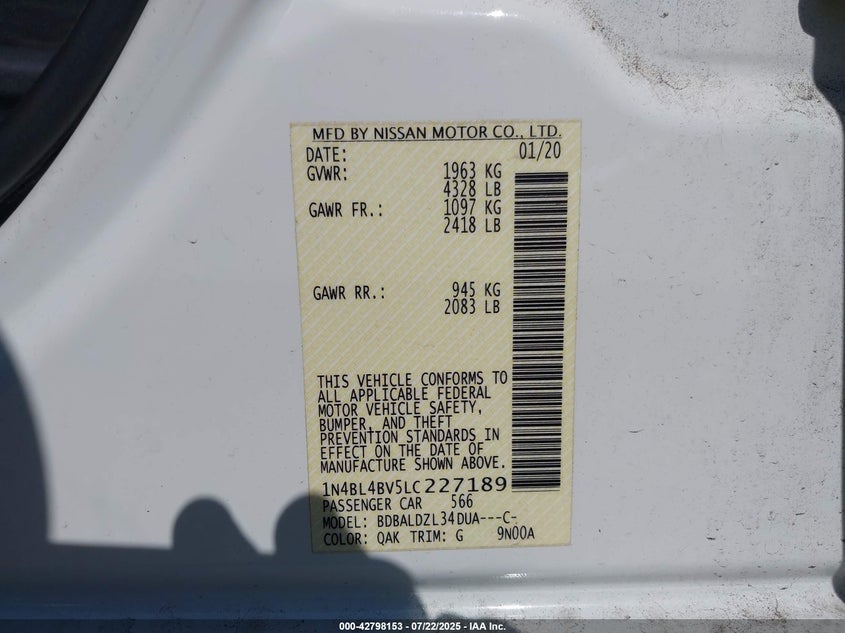 MFD BY NISSAN MOTOR CO., LTD.
DATE: 01/20
GVWR: 1963 KG
4328 LB
GAWR FR.: 1097 KG
2418 LB
GAWR RR.: 945 KG
2083 LB
THIS VEHICLE CONFORMS TO
ALL APPLICABLE FEDERAL
MOTOR VEHICLE SAFETY,
BUMPER, AND THEFT
PREVENTION STANDARDS IN
EFFECT ON THE DATE OF
MANUFACTURE SHOWN ABOVE.
1N4BL4BV5LC227189
PASSENGER CAR 566
MODEL: BDBALDZL34DUA---C-
COLOR: QAK TRIM: G 9N00A
000-42798153 - 07/22/2025 - IAA Inc.